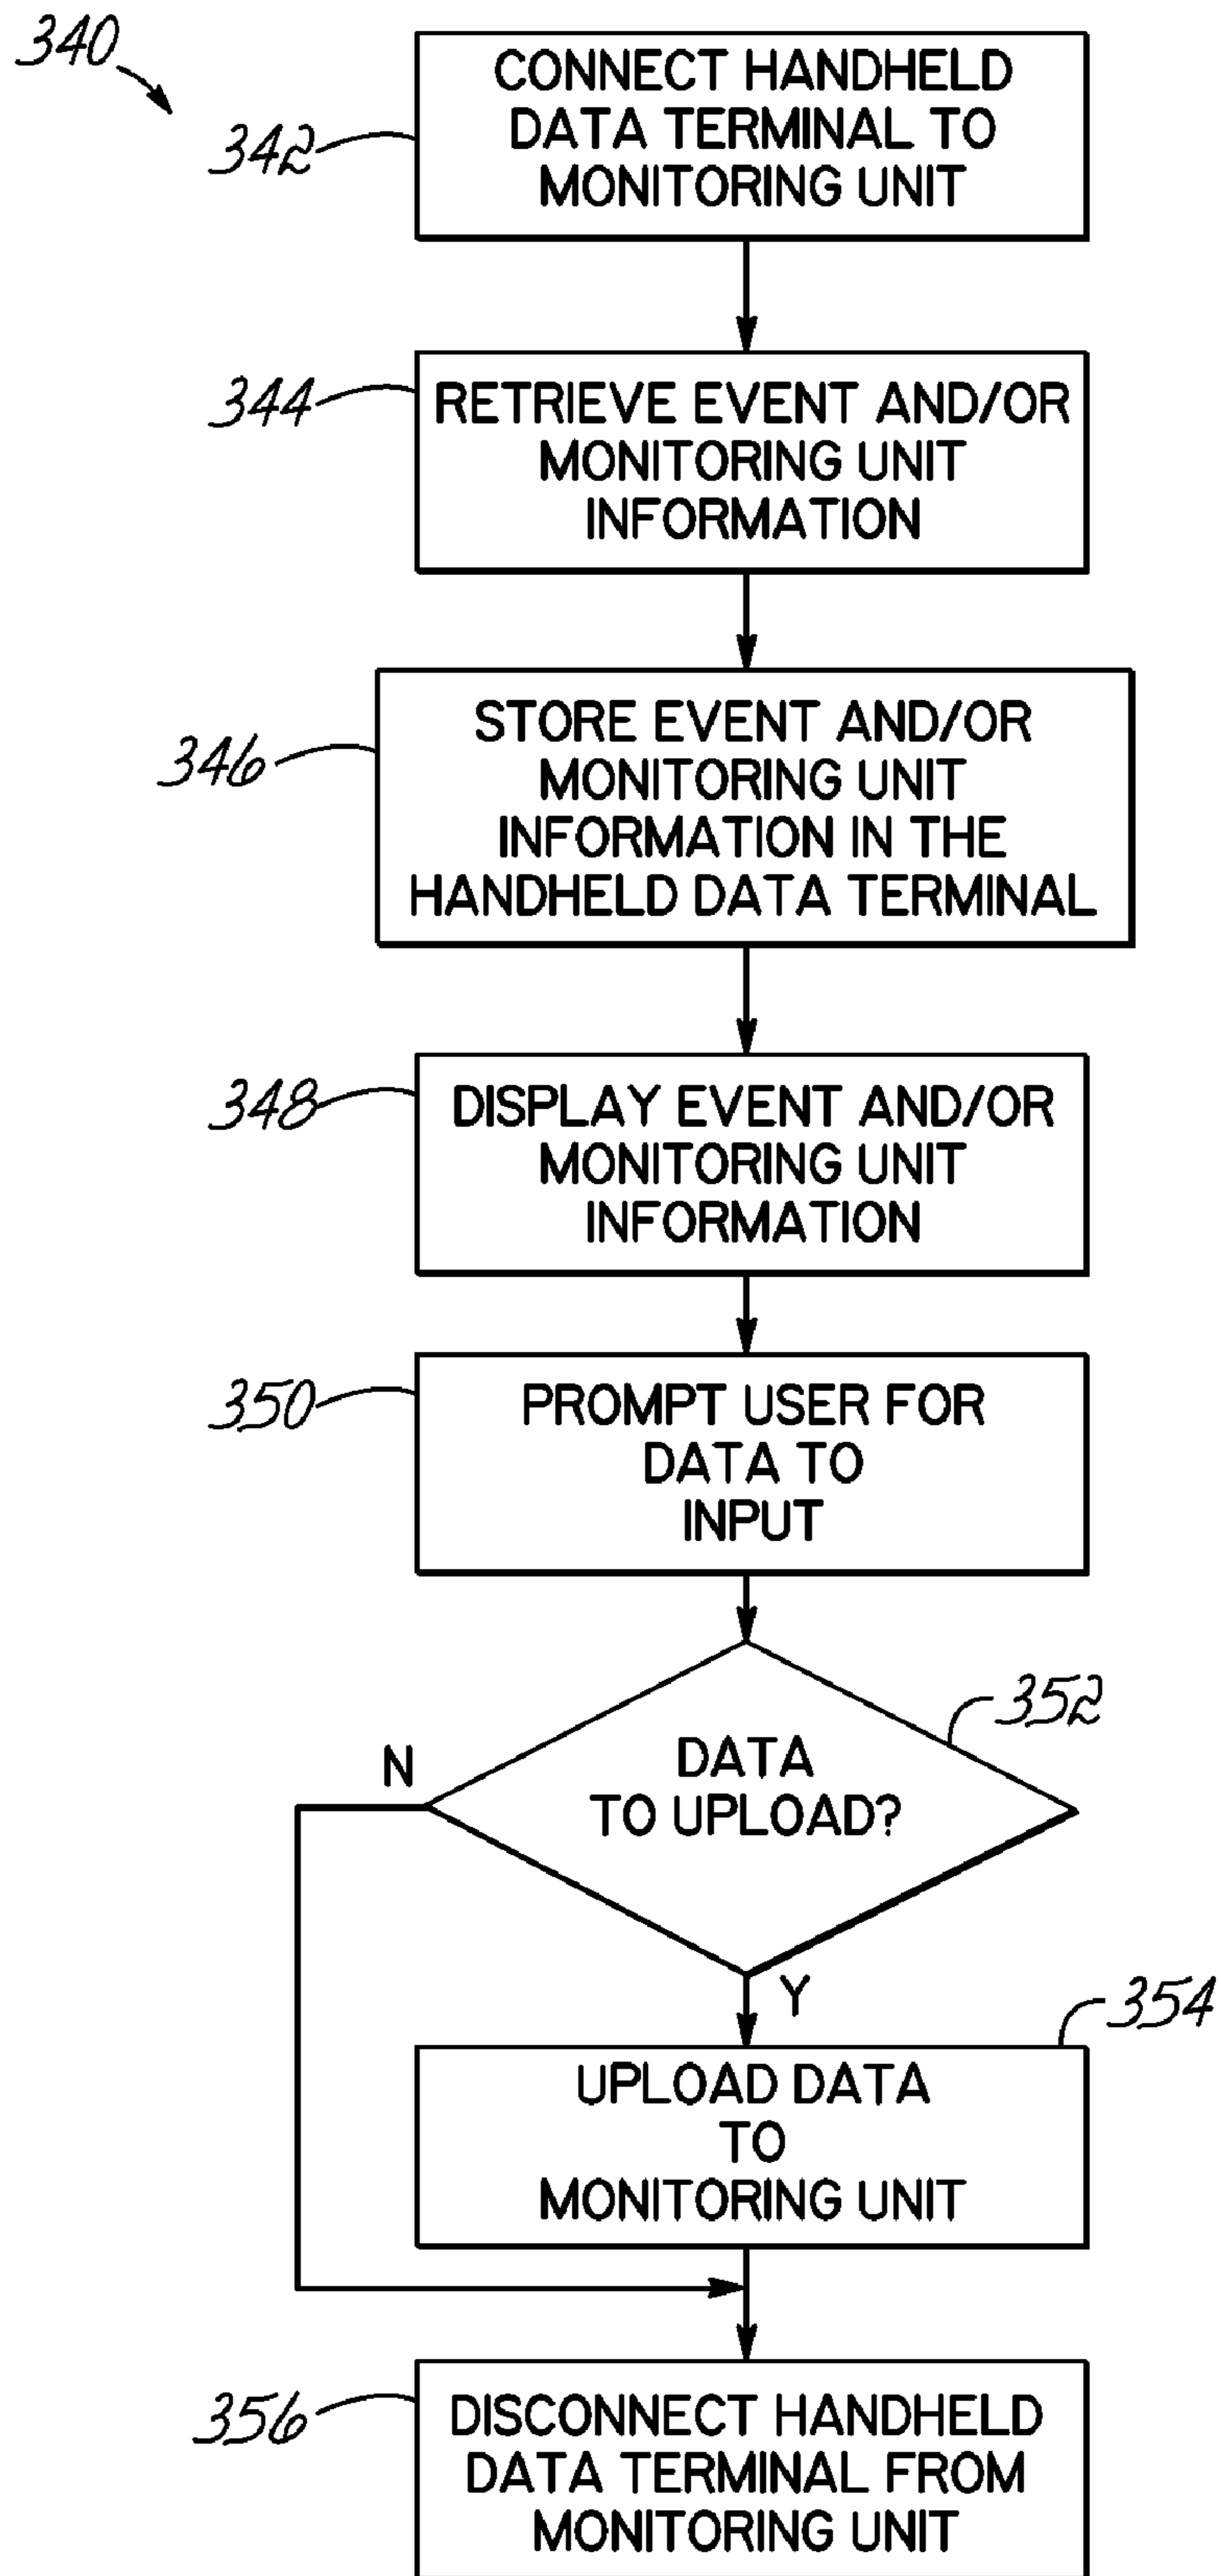 340
342
CONNECT HANDHELD
DATA TERMINAL TO
MONITORING UNIT
344
RETRIEVE EVENT AND/OR
MONITORING UNIT
INFORMATION
346
STORE EVENT AND/OR
MONITORING UNIT
INFORMATION IN THE
HANDHELD DATA TERMINAL
348
DISPLAY EVENT AND/OR
MONITORING UNIT
INFORMATION
350
PROMPT USER FOR
DATA TO
INPUT
352
N
DATA
TO UPLOAD?
Y
354
UPLOAD DATA
TO
MONITORING UNIT
356
DISCONNECT HANDHELD
DATA TERMINAL FROM
MONITORING UNIT